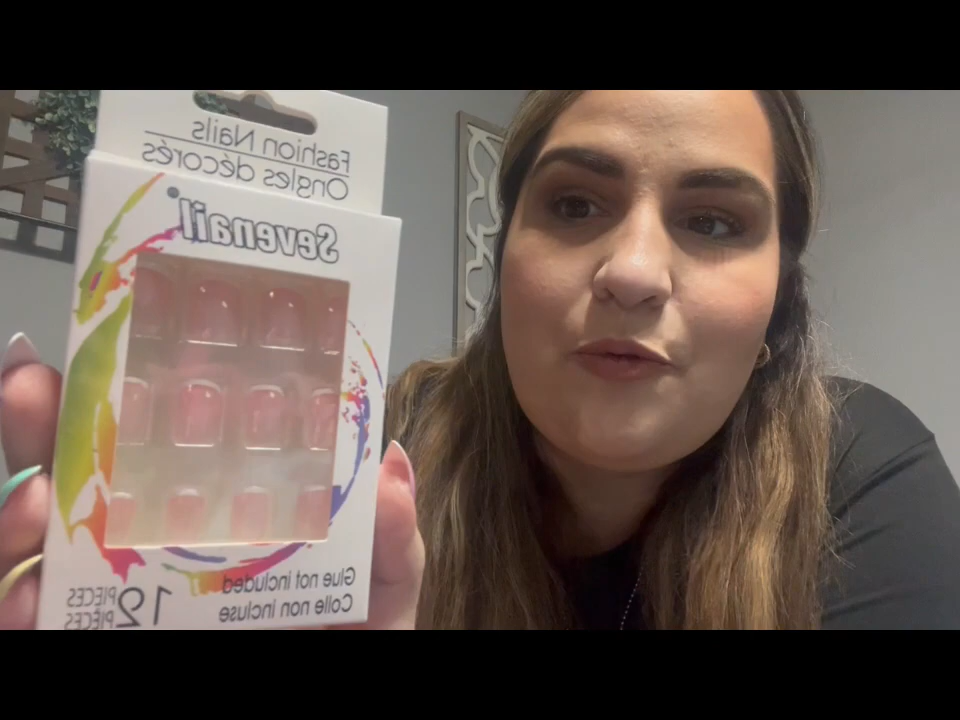 Fashion Nails
Ongles décorés
Sevenail
Glue not included
Colle non incluse
12 PIECES
PIÈCES